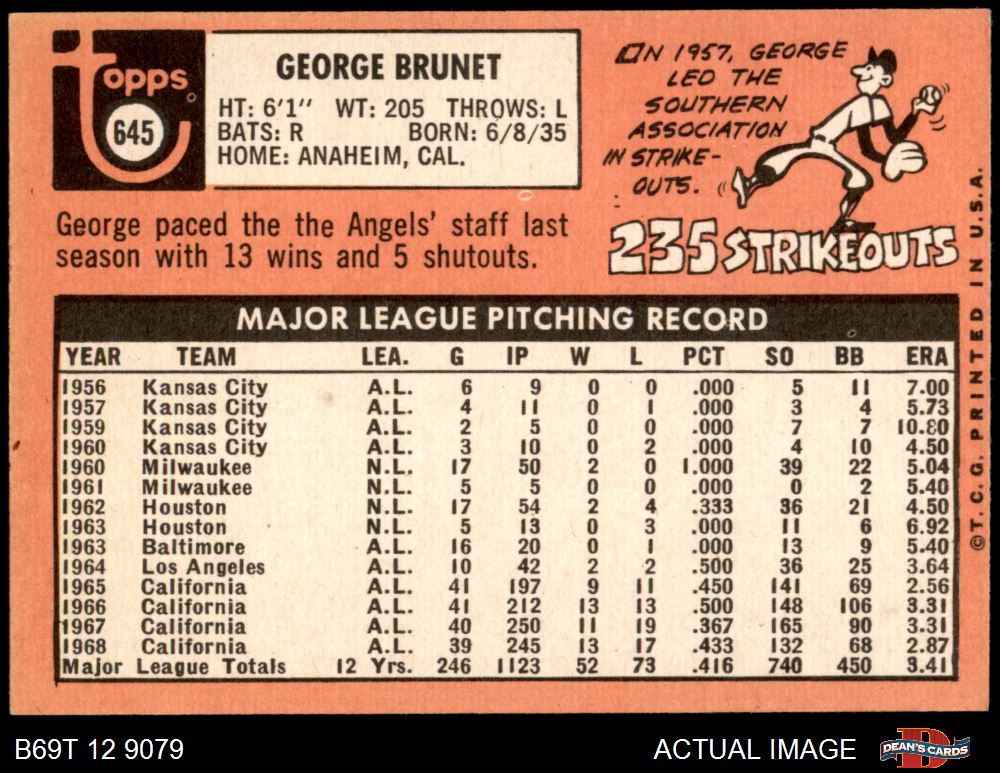 Topps
645
GEORGE BRUNET
HT: 6'1" WT: 205 THROWS: L
BATS: R BORN: 6/8/35
HOME: ANAHEIM, CAL.
George paced the the Angels' staff last
season with 13 wins and 5 shutouts.
IN 1957, GEORGE
LED THE
SOUTHERN
ASSOCIATION
IN STRIKE-
OUTS.
235 STRIKEOUTS
MAJOR LEAGUE PITCHING RECORD
YEAR TEAM LEA. G IP W L PCT SO BB ERA
1956 Kansas City A.L. 6 9 0 0 .000 5 11 7.00
1957 Kansas City A.L. 4 11 0 1 .000 3 4 5.73
1959 Kansas City A.L. 2 5 0 0 .000 7 7 10.80
1960 Kansas City A.L. 3 10 0 2 .000 4 10 4.50
1960 Milwaukee N.L. 17 50 2 0 1.000 39 22 5.04
1961 Milwaukee N.L. 5 5 0 0 .000 0 2 5.40
1962 Houston N.L. 17 54 2 4 .333 36 21 4.50
1963 Houston N.L. 5 13 0 3 .000 11 6 6.92
1963 Baltimore A.L. 16 20 0 1 .000 13 9 5.40
1964 Los Angeles A.L. 10 42 2 2 .500 36 25 3.64
1965 California A.L. 41 197 9 11 .450 141 69 2.56
1966 California A.L. 41 212 13 13 .500 148 106 3.31
1967 California A.L. 40 250 11 19 .367 165 90 3.31
1968 California A.L. 39 245 13 17 .433 132 68 2.87
Major League Totals 12 Yrs. 246 1123 52 73 .416 740 450 3.41
©T.C.G. PRINTED IN U.S.A.
B69T 12 9079
ACTUAL IMAGE
DEAN'S CARDS